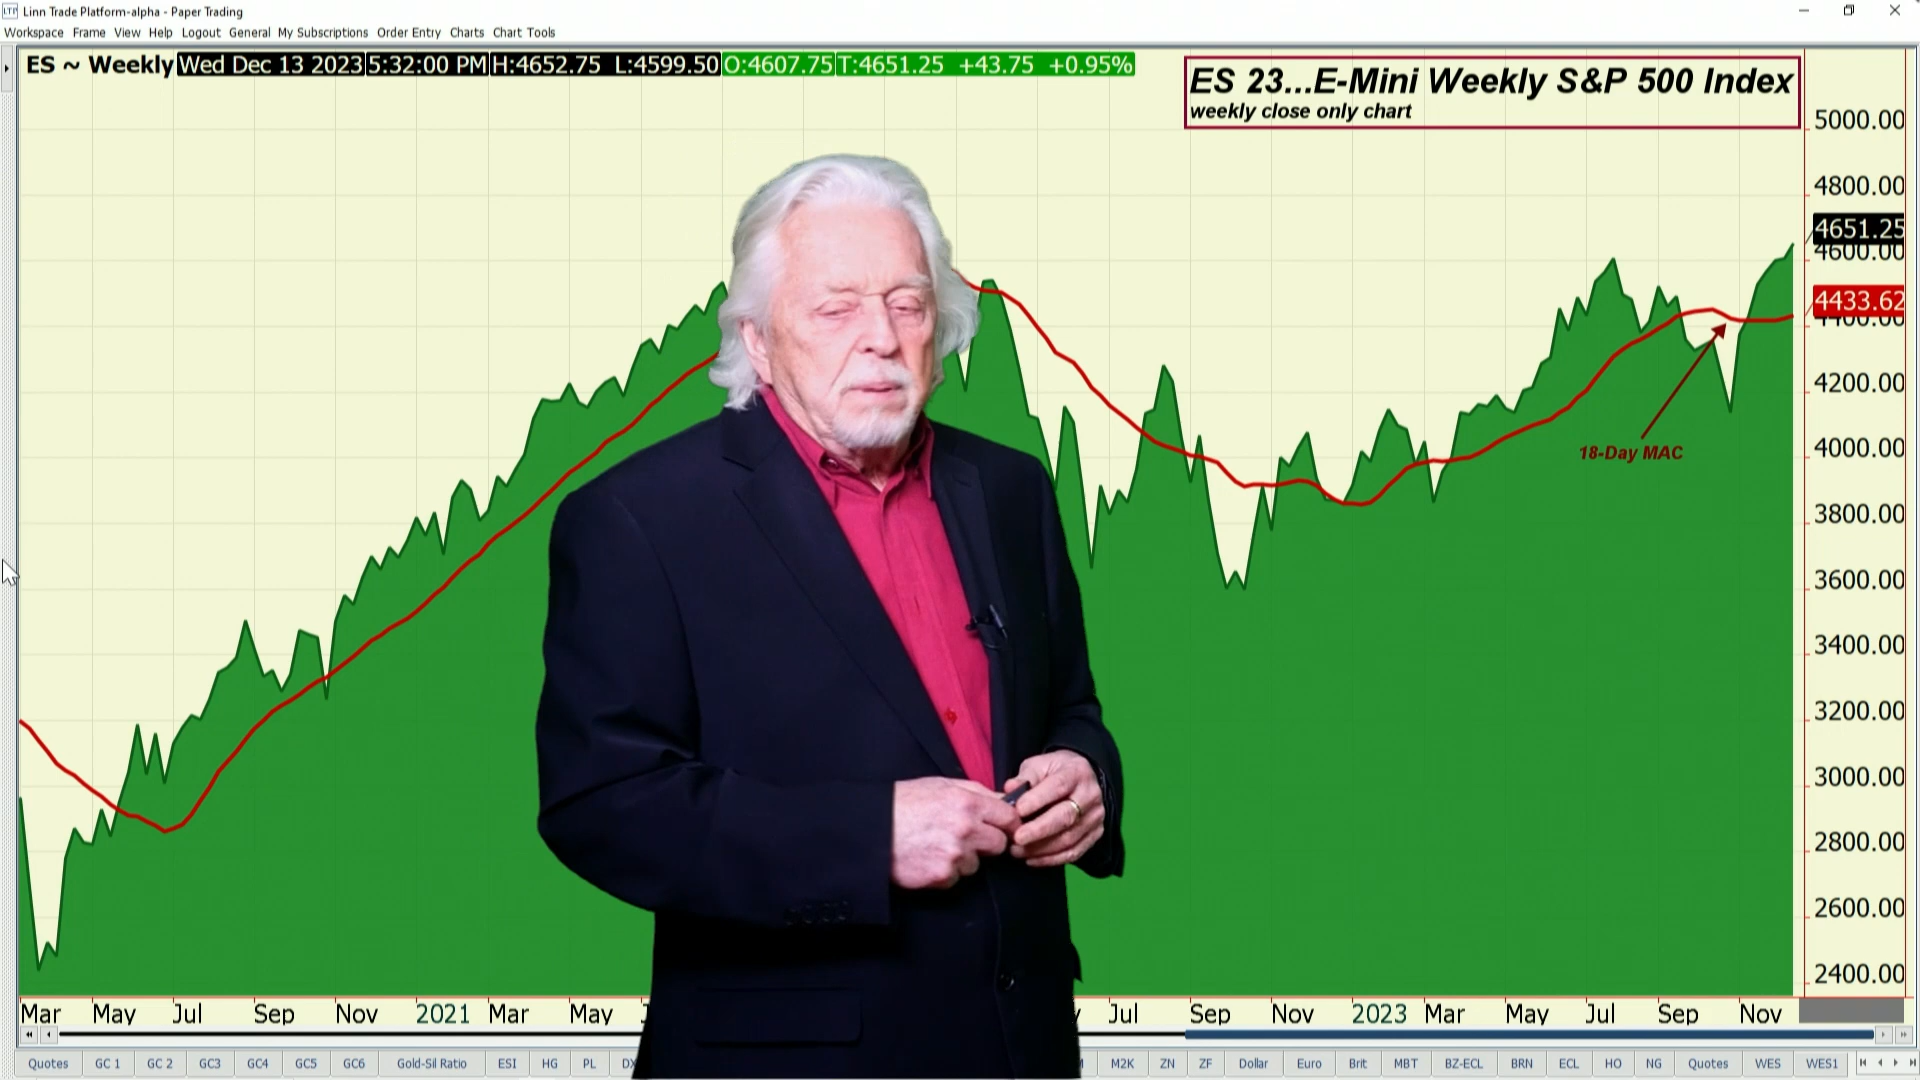 Linn Trade Platform-alpha - Paper Trading
Workspace Frame View Help Logout General My Subscriptions Order Entry Charts Chart Tools
ES ~ Weekly Wed Dec 13 2023 5:32:00 PM H:4652.75 L:4599.50 O:4607.75 T:4651.25 +43.75 +0.95%
ES 23...E-Mini Weekly S&P 500 Index
weekly close only chart
5000.00
4800.00
4651.25
4600.00
4433.62
4400.00
4200.00
18-Day MAC
4000.00
3800.00
3600.00
3400.00
3200.00
3000.00
2800.00
2600.00
2400.00
Mar May Jul Sep Nov 2021 Mar May Jul Sep Nov 2023 Mar May Jul Sep Nov
Quotes GC 1 GC 2 GC3 GC4 GC5 GC6 Gold-Sil Ratio ESI HG PL M2K ZN ZF Dollar Euro Brit MBT BZ-ECL BRN ECL HO NG Quotes WES WES1